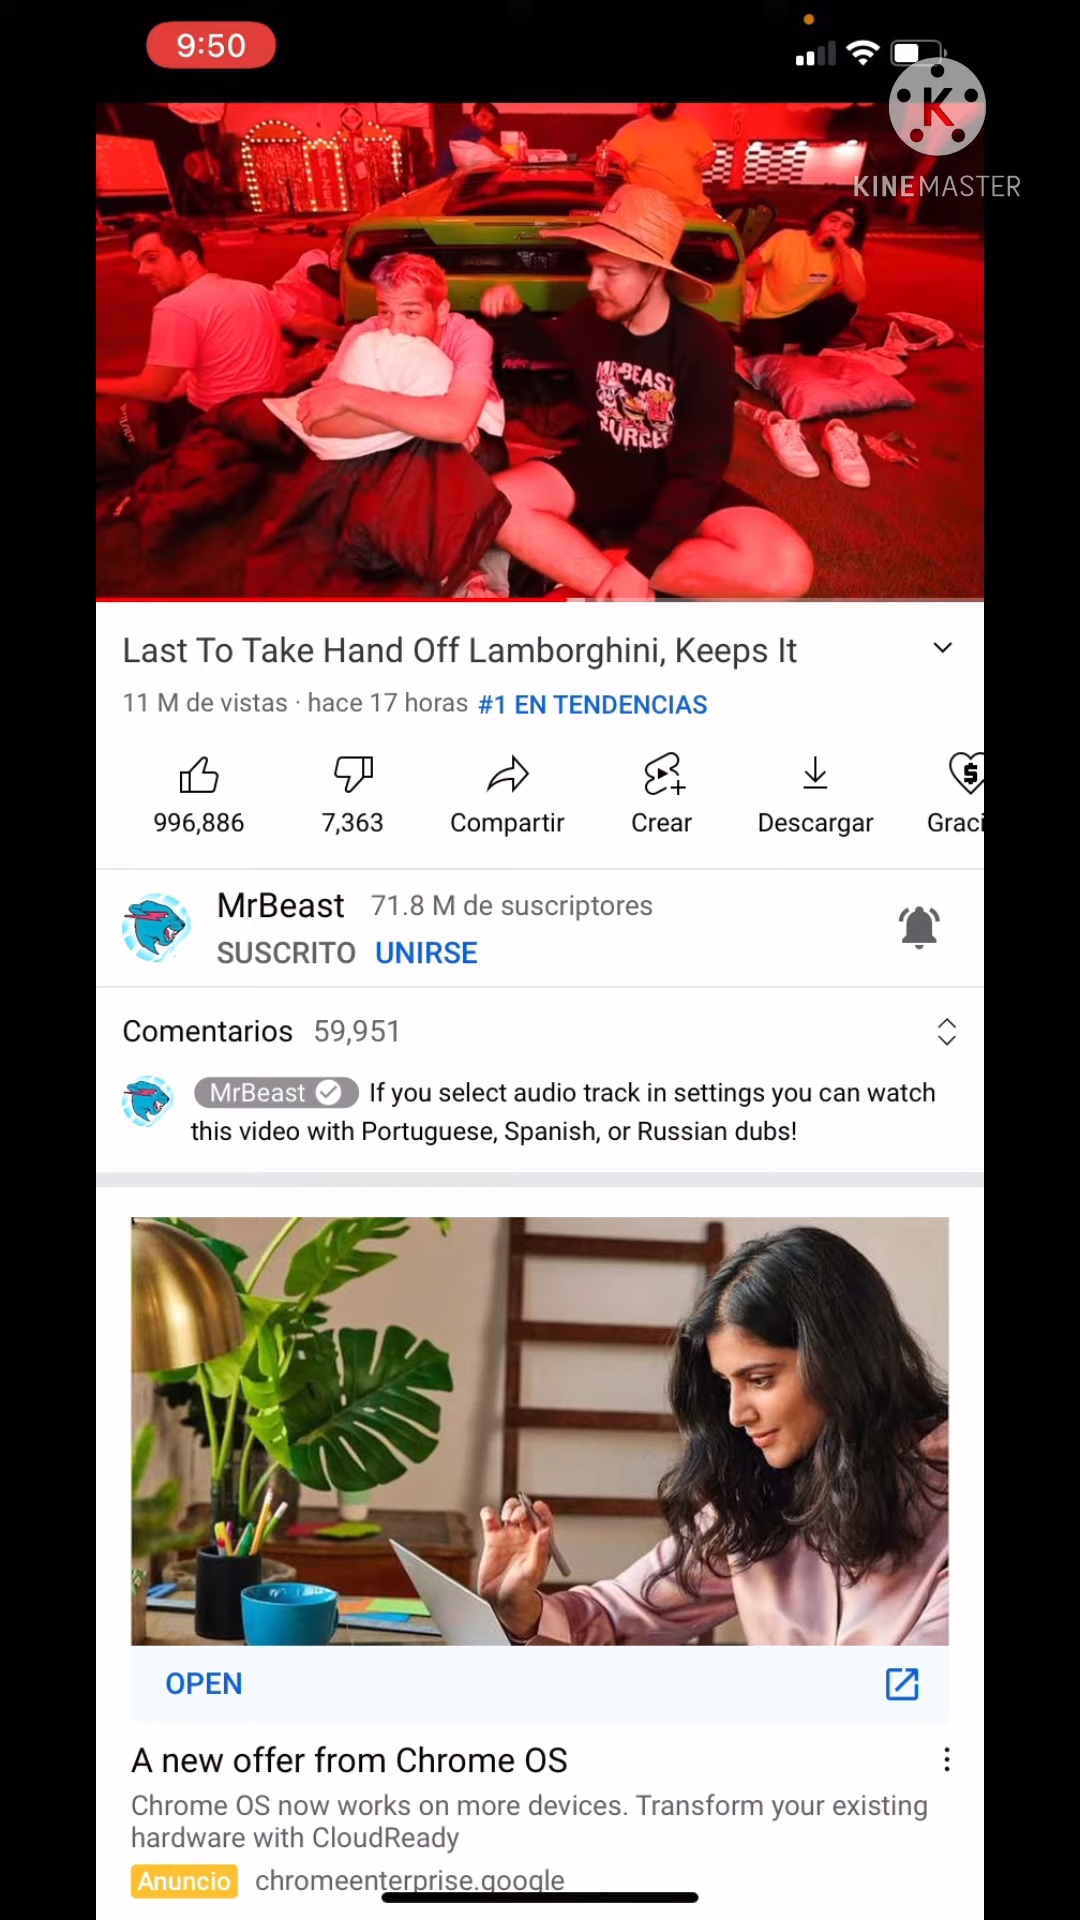 9:50
K
KINEMASTER
MR BEAST
BURGER
Last To Take Hand Off Lamborghini, Keeps It
11 M de vistas · hace 17 horas #1 EN TENDENCIAS
996,886 7,363 Compartir Crear Descargar Graci
MrBeast 71.8 M de suscriptores
SUSCRITO UNIRSE
Comentarios 59,951
MrBeast If you select audio track in settings you can watch
this video with Portuguese, Spanish, or Russian dubs!
OPEN
A new offer from Chrome OS
Chrome OS now works on more devices. Transform your existing
hardware with CloudReady
Anuncio chromeenterprise.google